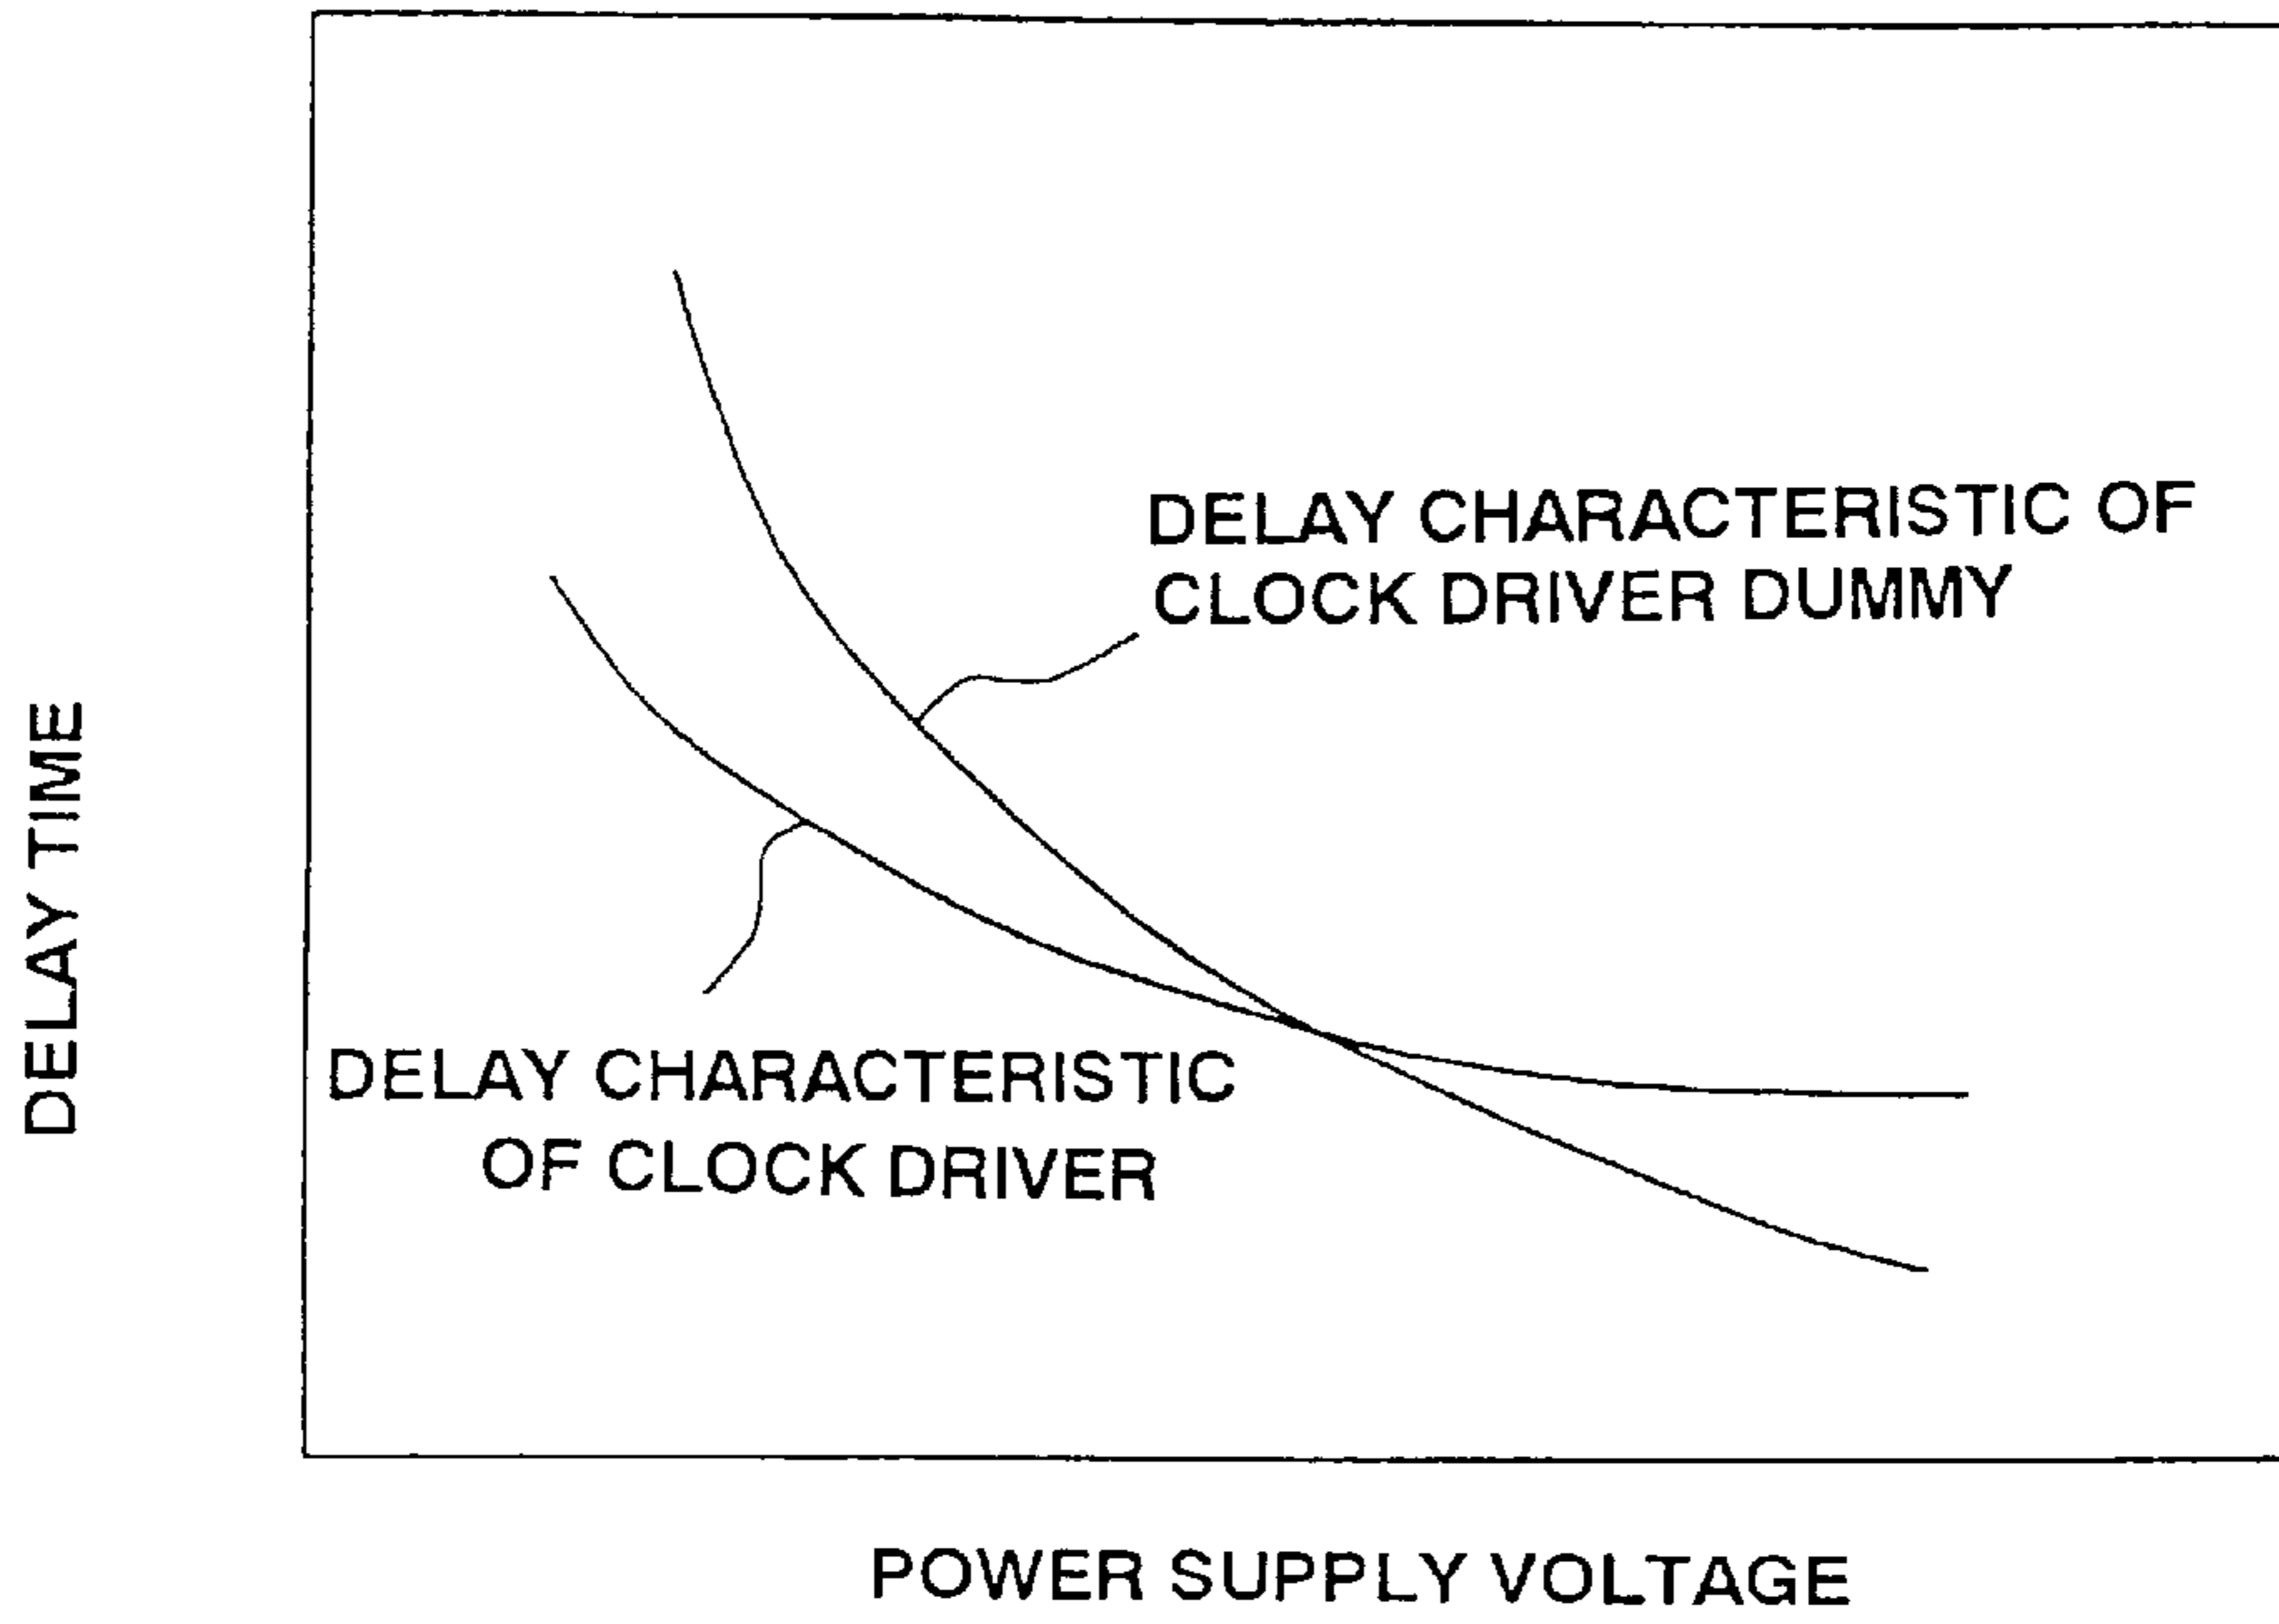 DELAY CHARACTERISTIC OF
CLOCK DRIVER DUMMY
DELAY TIME
DELAY CHARACTERISTIC
OF CLOCK DRIVER
POWER SUPPLY VOLTAGE